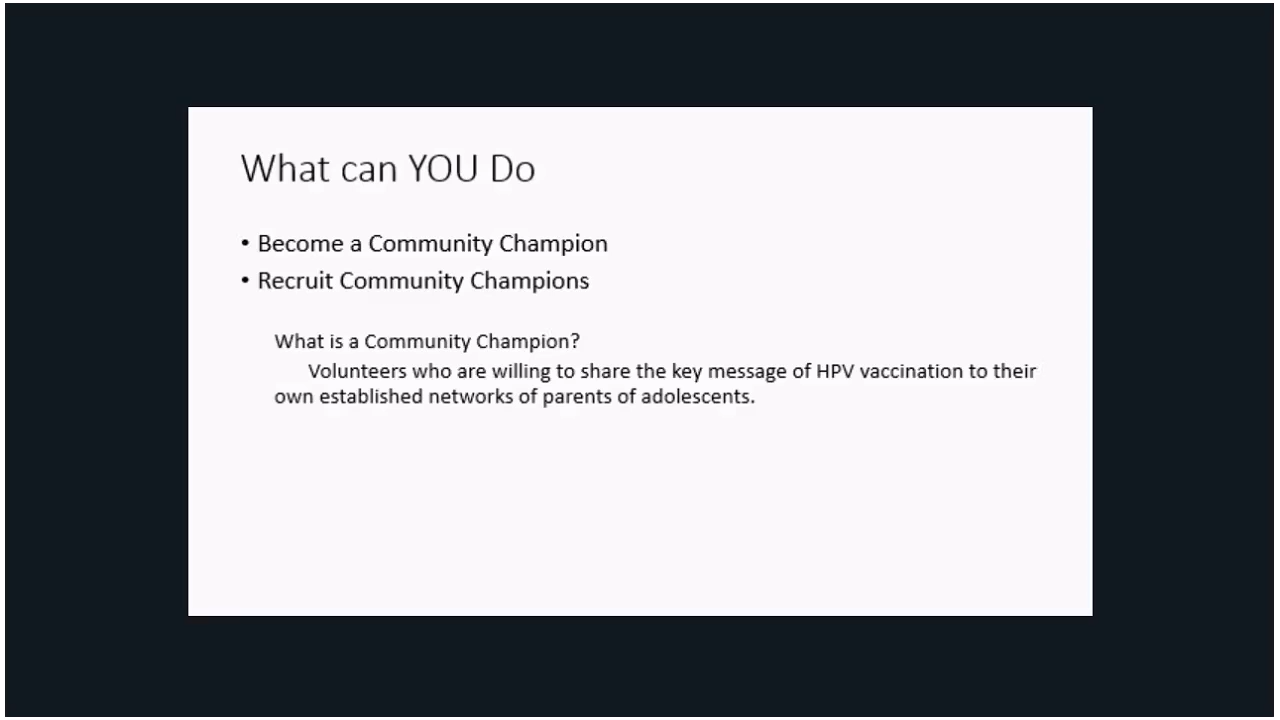 What can YOU Do
• Become a Community Champion
• Recruit Community Champions
What is a Community Champion?
Volunteers who are willing to share the key message of HPV vaccination to their
own established networks of parents of adolescents.